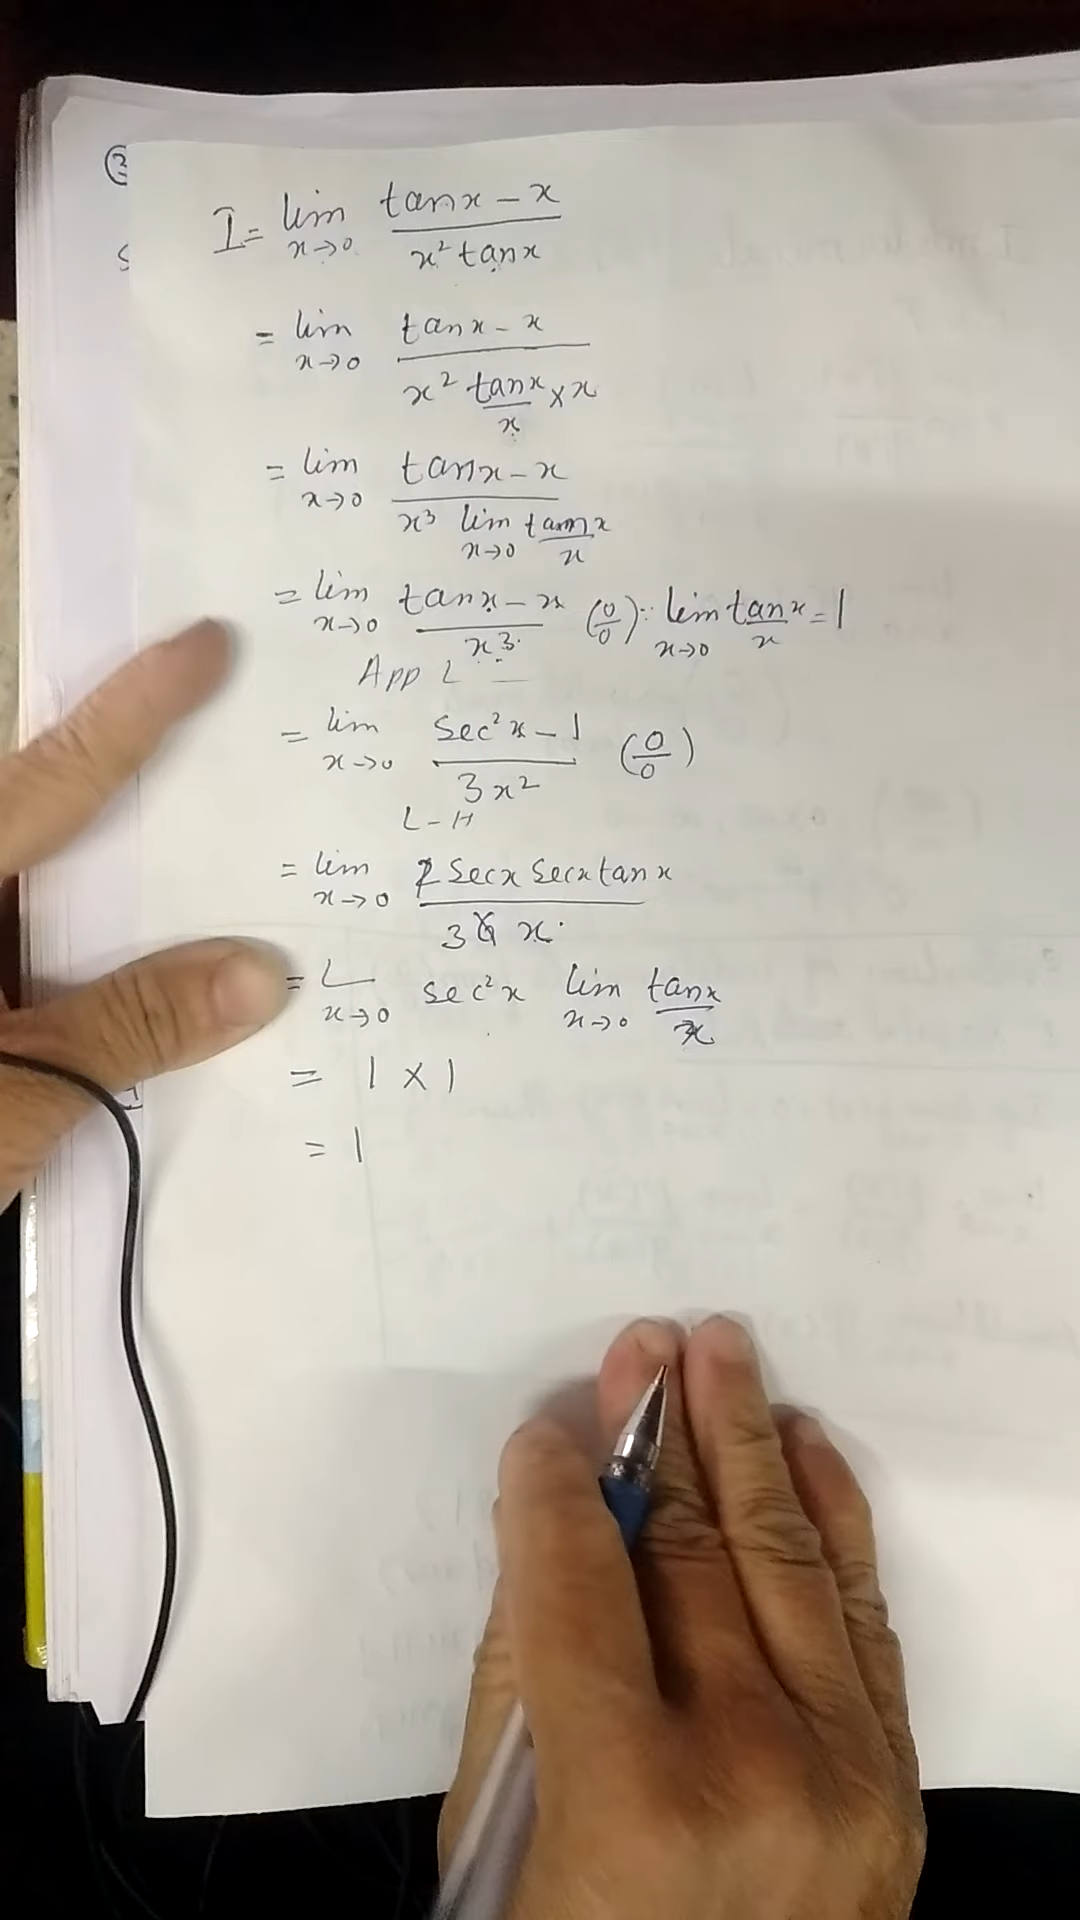 ③
S
I = lim x→0 (tanx - x)/(x² tanx)
= lim x→0 (tanx - x)/(x² (tanx/x) × x)
= lim x→0 (tanx - x)/(x³ lim x→0 tanx/x)
= lim x→0 (tanx - x)/x³ (0/0) ∵ lim x→0 tanx/x = 1
App L
= lim x→0 (sec²x - 1)/(3x²) (0/0)
L-H
= lim x→0 (2 secx secx tanx)/(3 6 x)
= L x→0 sec²x lim x→0 tanx/x
= 1 × 1
= 1